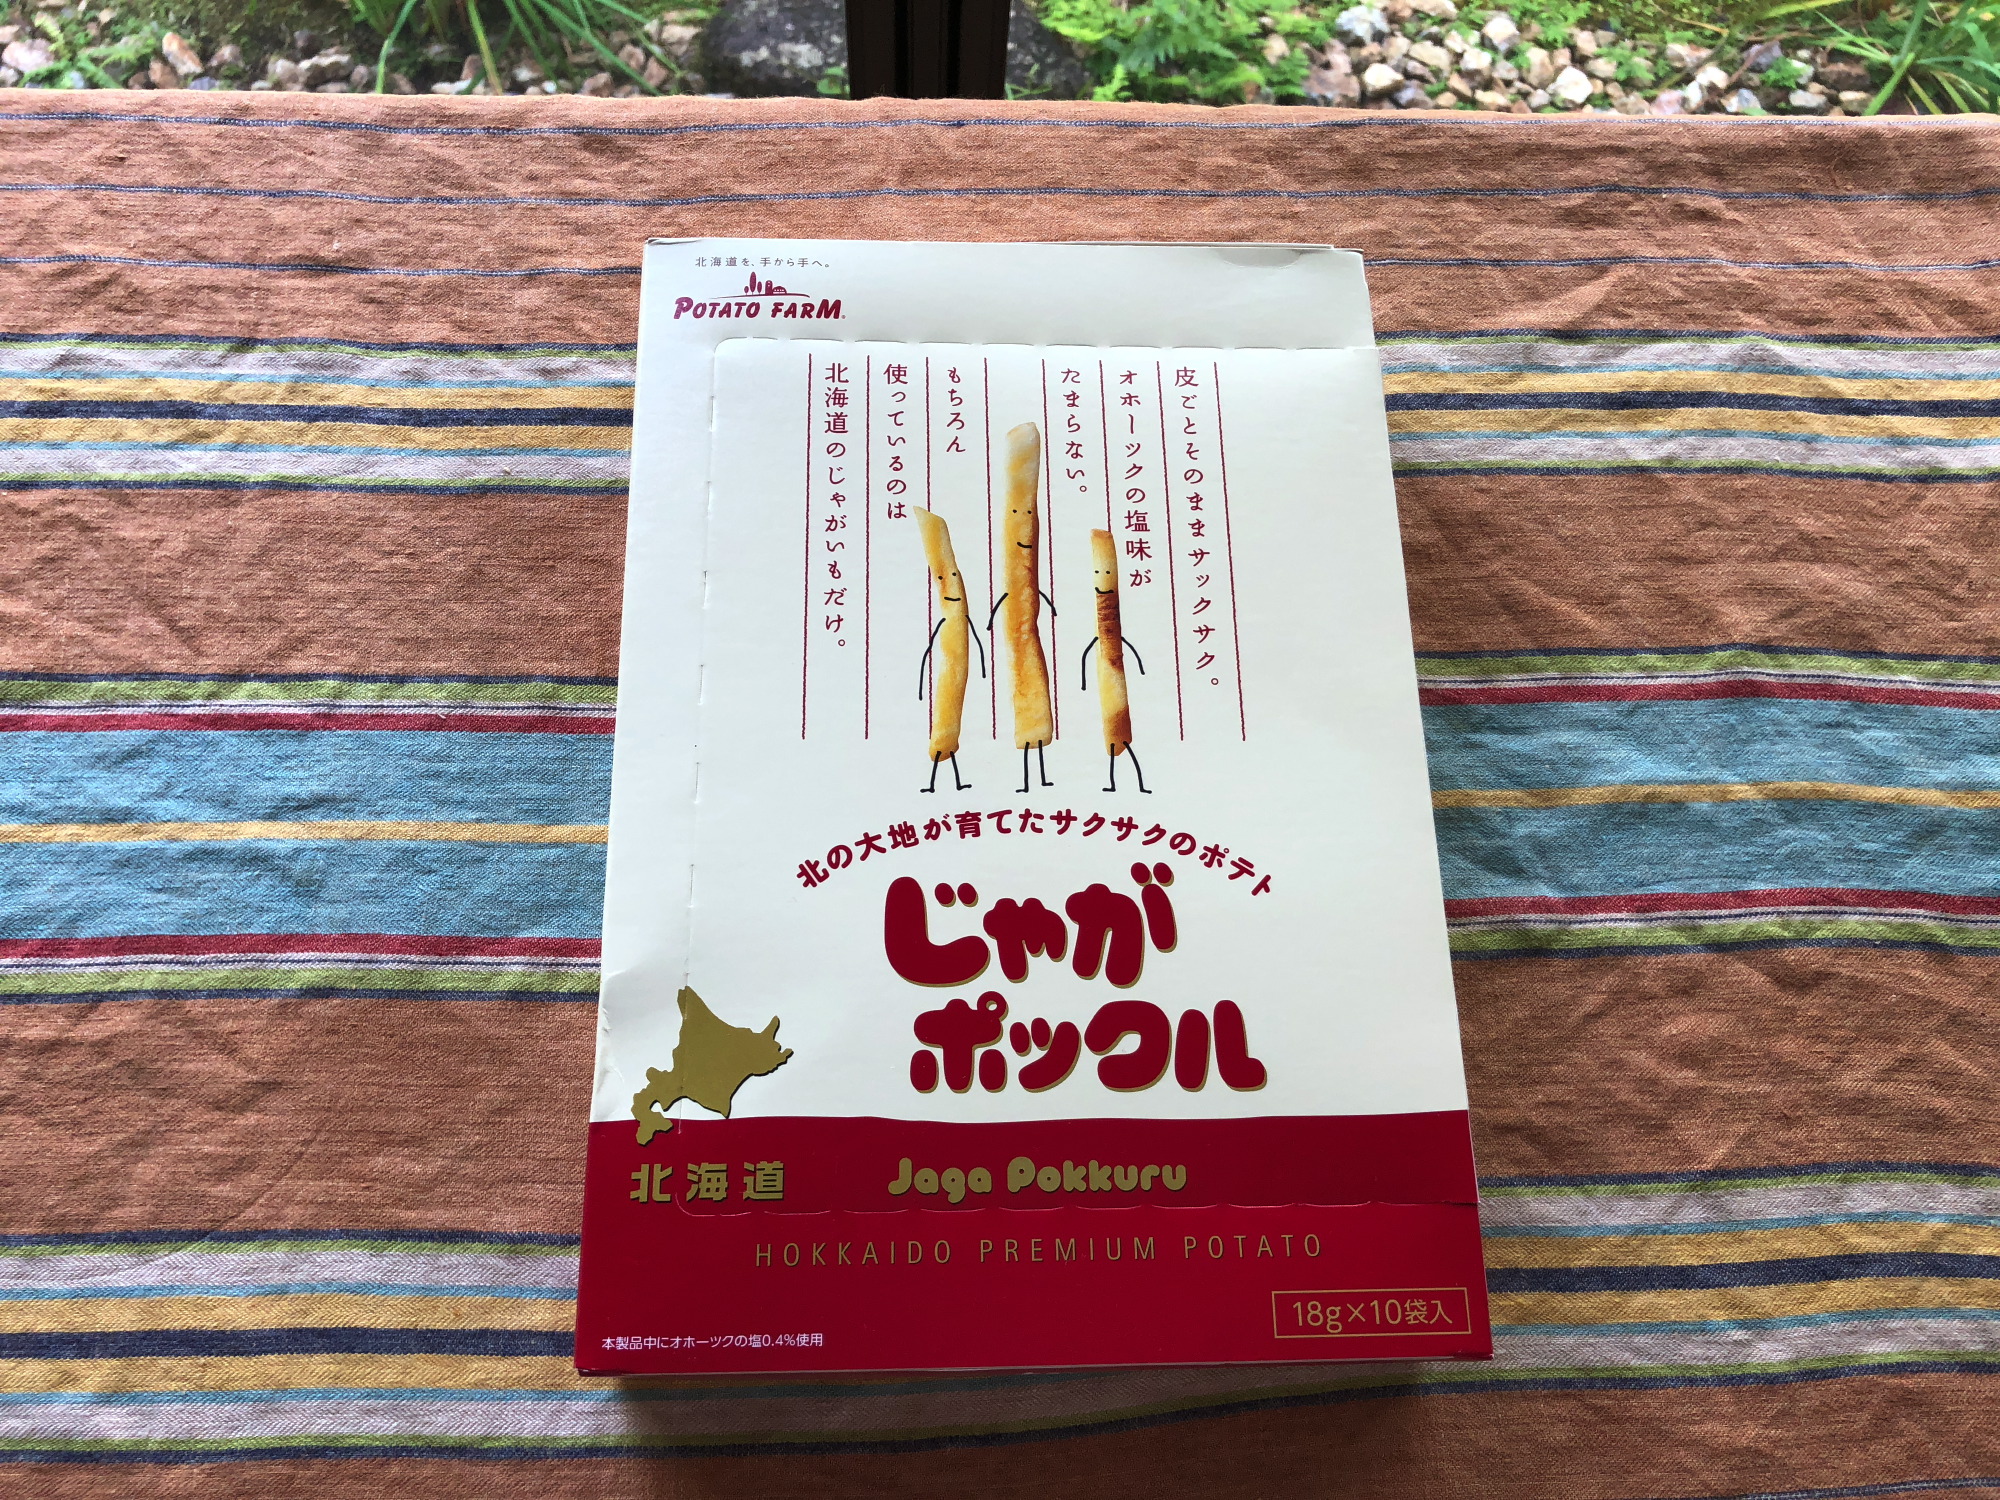 北海道を、手から手へ。
POTATO FARM
皮ごとそのままサックサク。
オホーツクの塩味が
たまらない。
もちろん
使っているのは
北海道のじゃがいもだけ。
北の大地が育てたサクサクのポテト
じゃが
ポックル
北海道
Jaga Pokkuru
HOKKAIDO PREMIUM POTATO
18g×10袋入
本製品中にオホーツクの塩0.4%使用